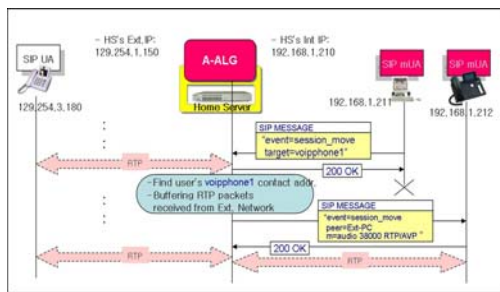 - HS's Ext. IP:
129.254.1.150
- HS's Int IP:
192.168.1.210
SIP UA
A-ALG
SIP mUA
SIP mUA
Home Server
129.254.3.180
192.168.1.211
192.168.1.212
SIP MESSAGE
"event=session_move
target=voipphone1"
RTP
200 OK
-Find user's voipphone1 contact addr.
-Buffering RTP packets
received from Ext. Network
SIP MESSAGE
"event=session_move
peer=Ext-PC
m=audio 38000 RTP/AVP "
200 OK
RTP
RTP